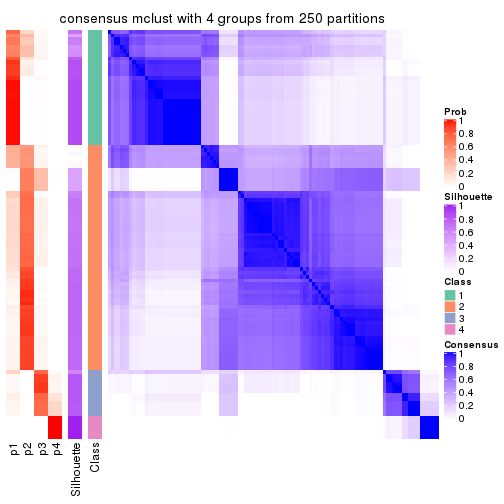 consensus mclust with 4 groups from 250 partitions
Prob
1
0.8
0.6
0.4
0.2
0
Silhouette
1
0.8
0.6
0.4
0.2
0
Class
1
2
3
4
Consensus
1
0.8
0.6
0.4
0.2
0
p1
p2
p3
p4
Silhouette
Class